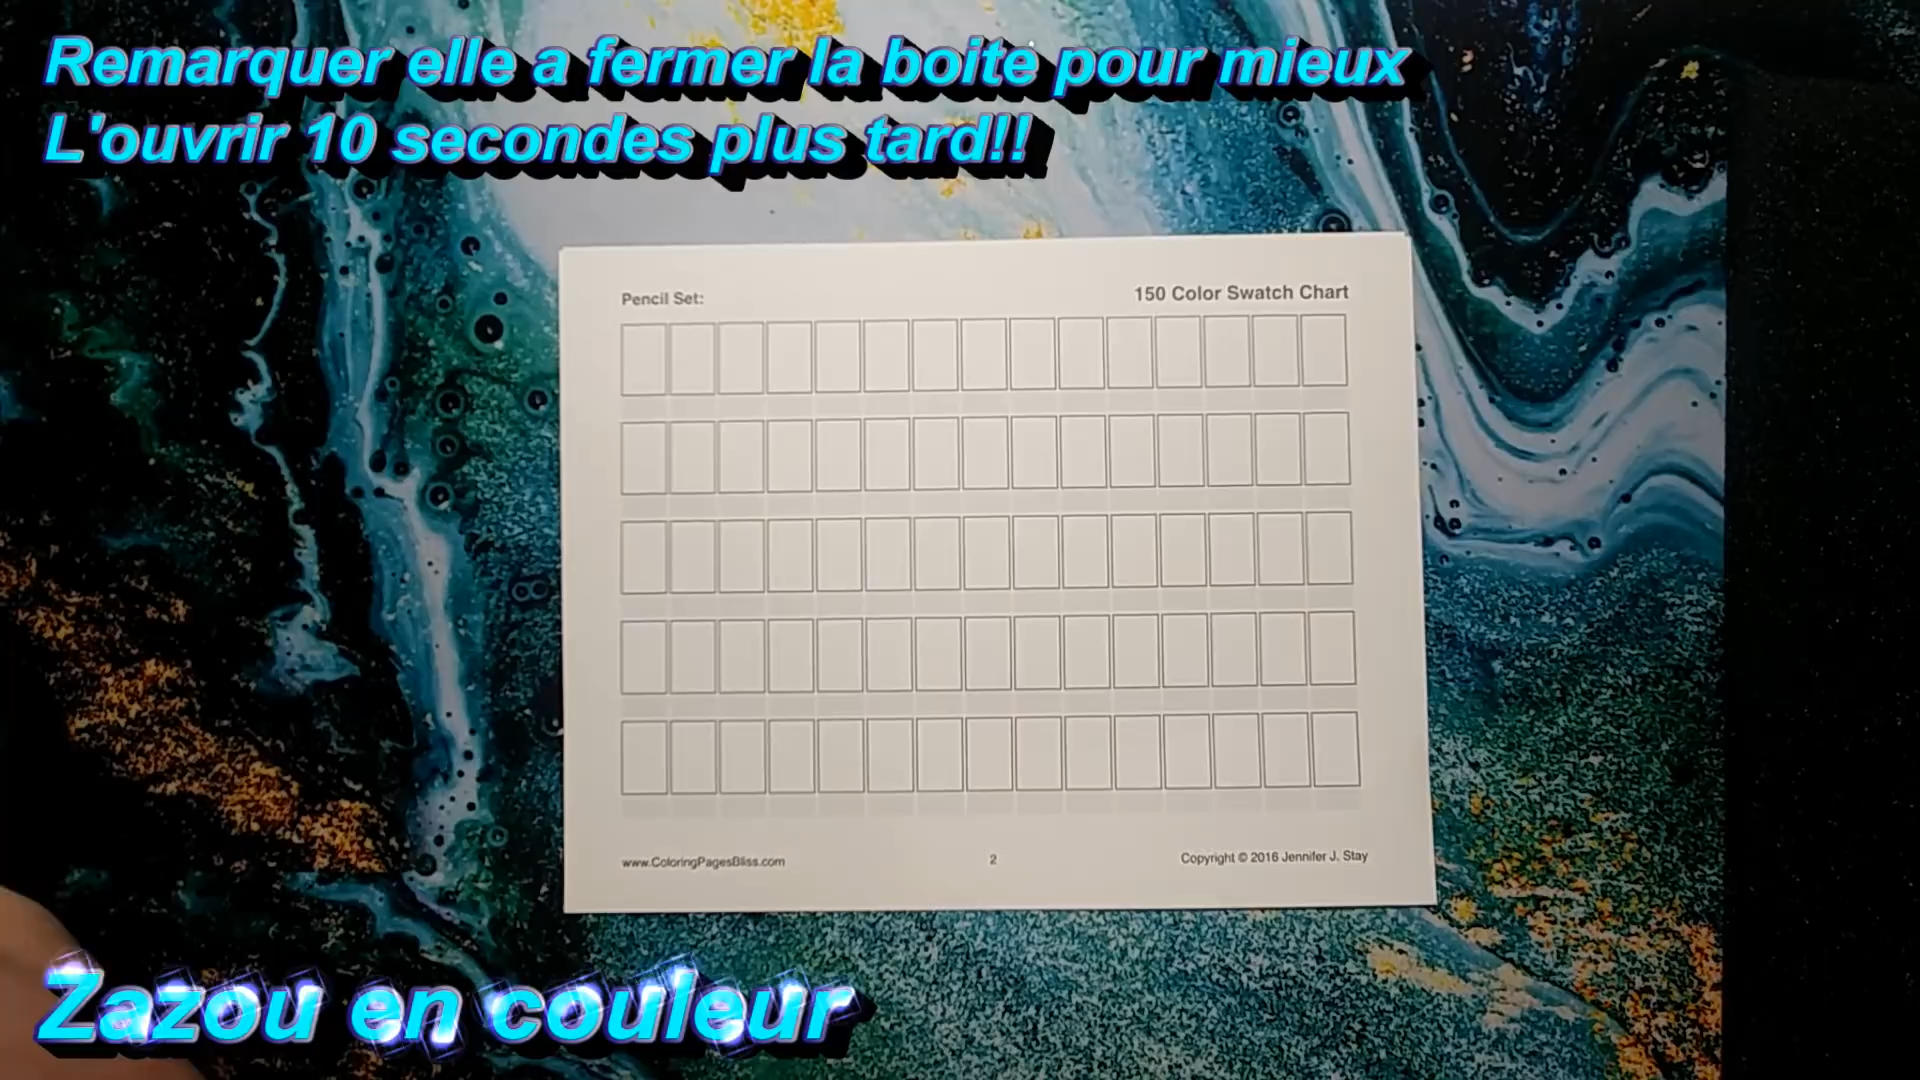 Remarquer elle a fermer la boite pour mieux
L'ouvrir 10 secondes plus tard!!
Pencil Set:
150 Color Swatch Chart
www.ColoringPagesBliss.com
2
Copyright © 2016 Jennifer J. Stay
Zazou en couleur